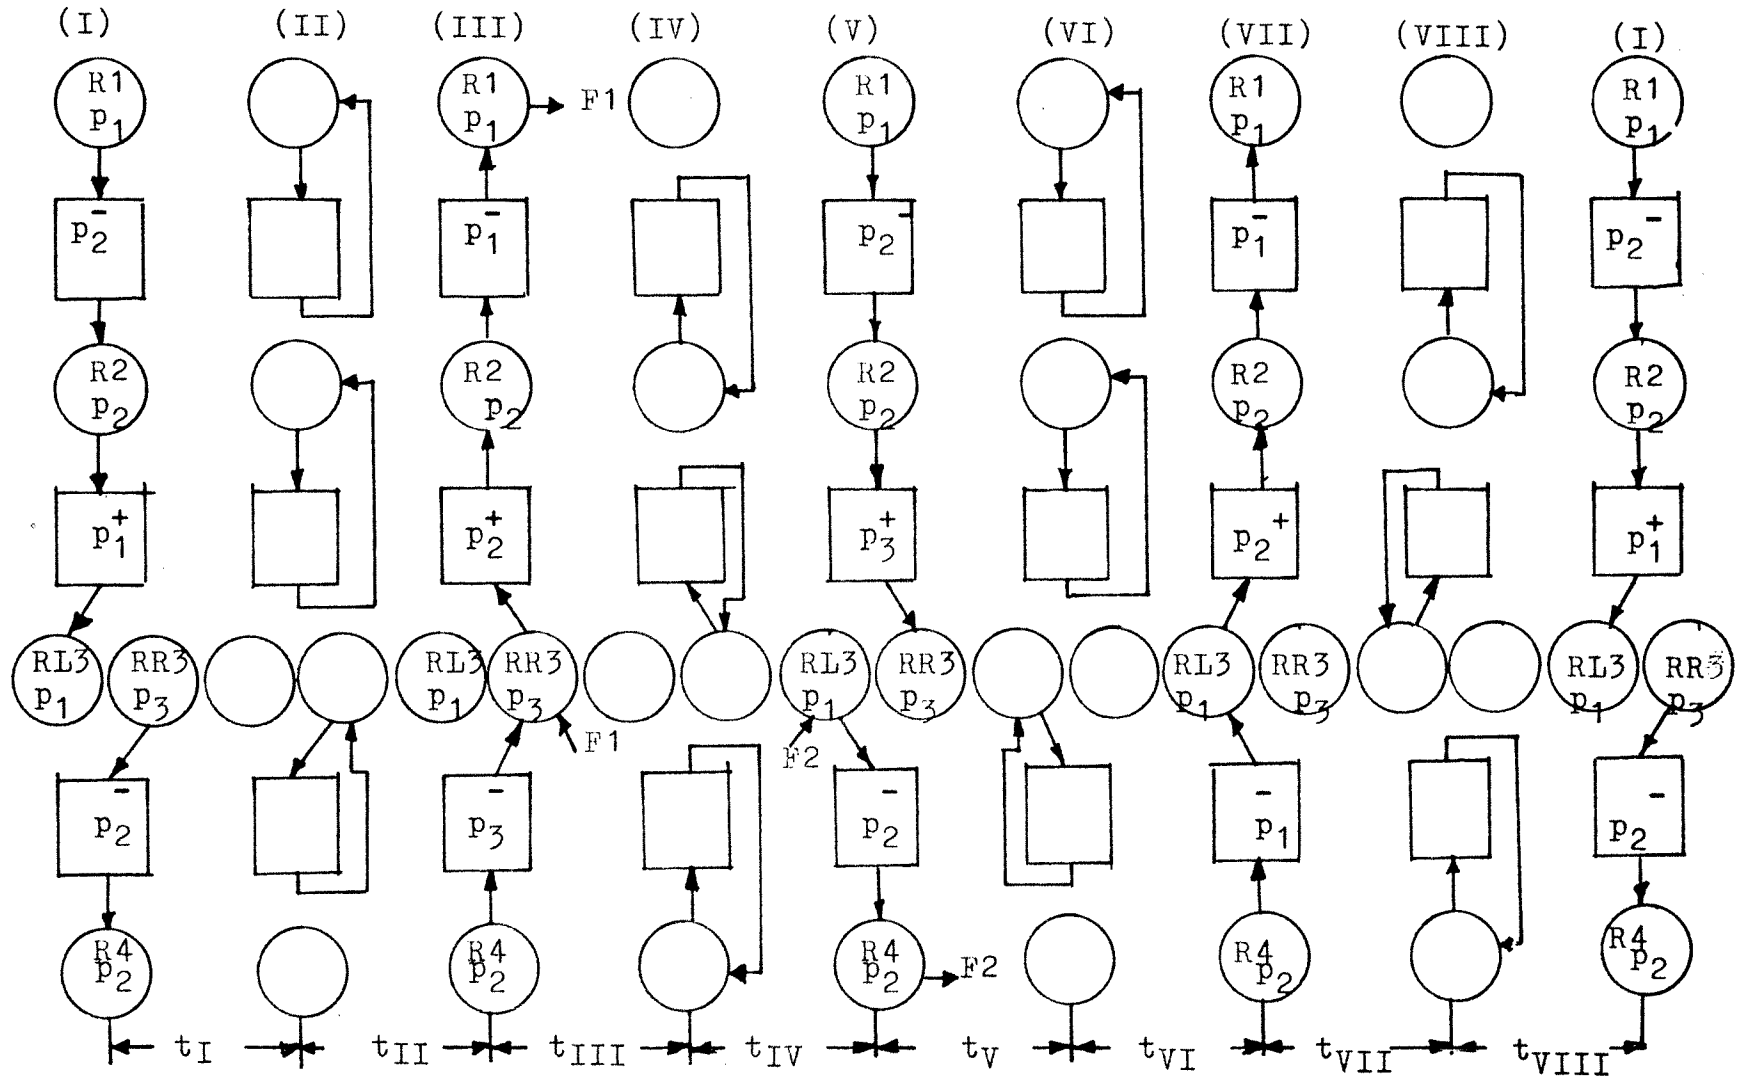 (I) (II) (III) (IV) (V) (VI) (VII) (VIII) (I)
R1 R1 F1 R1 R1 R1
p1 p1 p1 p1 p1
p2- p1- p2- p1- p2-
R2 R2 R2 R2 R2
p2 p2 p2 p2 p2
p1+ p2+ p3+ p2+ p1+
RL3 RR3 RL3 RR3 RL3 RR3 RL3 RR3 RL3 RR3
p1 p3 p1 p3 p1 p3 p1 p3 p1 p3
F1 F2
p2- p3- p2- p1- p2-
R4 R4 R4 F2 R4 R4
p2 p2 p2 p2 p2
tI tII tIII tIV tV tVI tVII tVIII